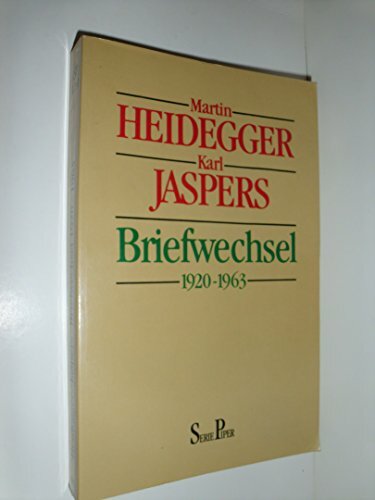 Martin
HEIDEGGER
Karl
JASPERS
Briefwechsel
1920-1963
SERIE PIPER